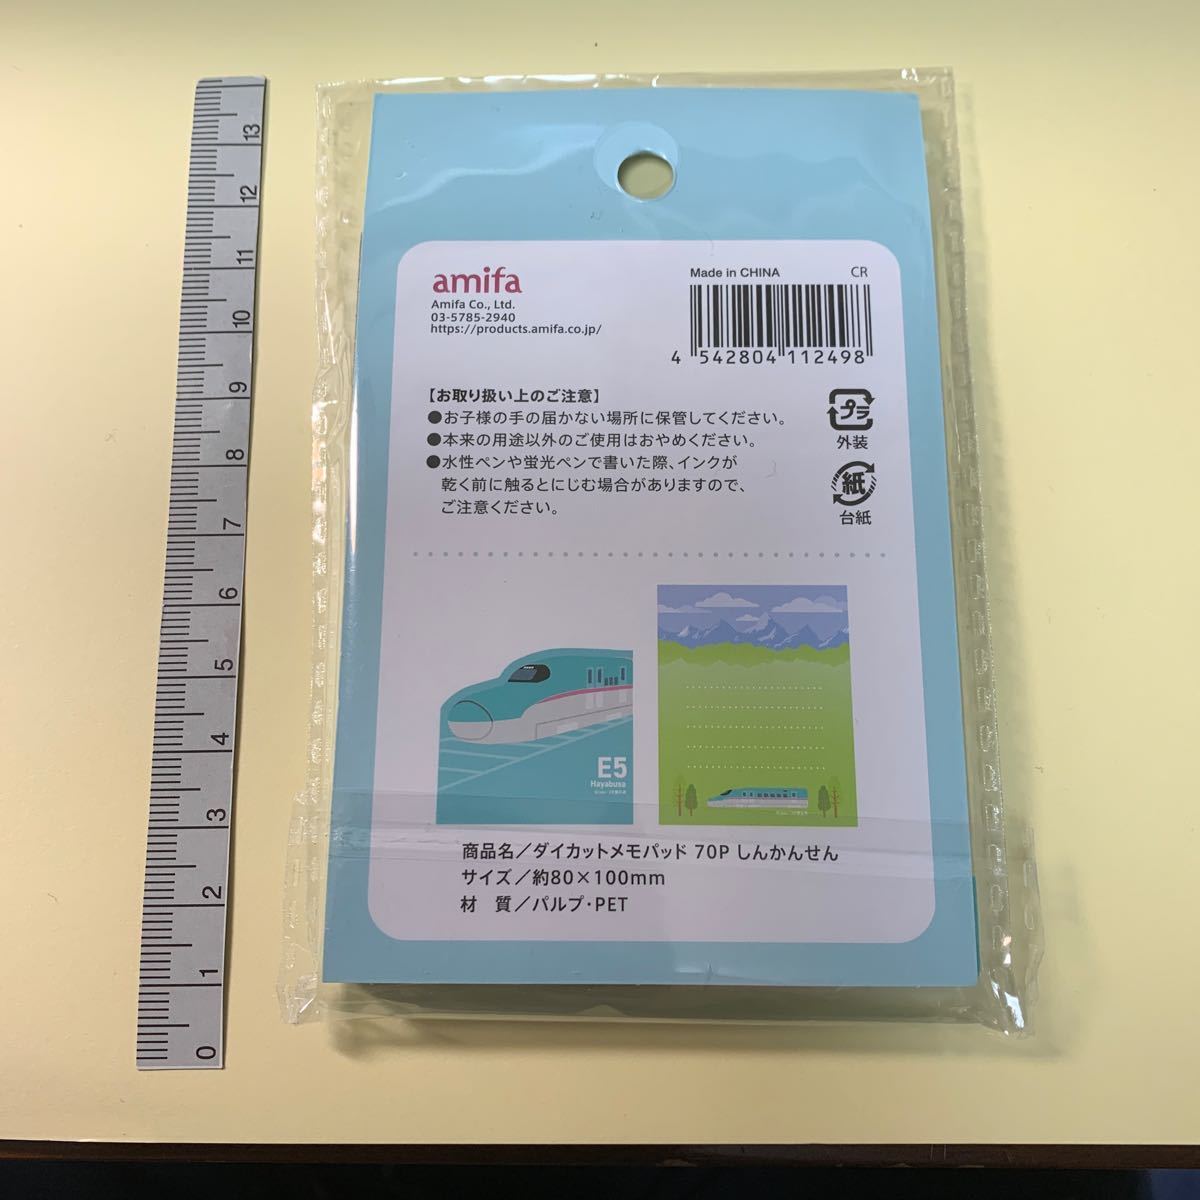 13
12
11
10
9
8
7
6
5
4
3
2
1
0
amifa
Amifa Co., Ltd.
03-5785-2940
https://products.amifa.co.jp/
Made in CHINA
CR
4 542804 112498
【お取り扱い上のご注意】
●お子様の手の届かない場所に保管してください。
●本来の用途以外のご使用はおやめください。
●水性ペンや蛍光ペンで書いた際、インクが
乾く前に触るとにじむ場合がありますので、
ご注意ください。
プラ
外装
紙
台紙
E5
Hayabusa
商品名／ダイカットメモパッド 70P しんかんせん
サイズ／約80×100mm
材　質／パルプ・PET